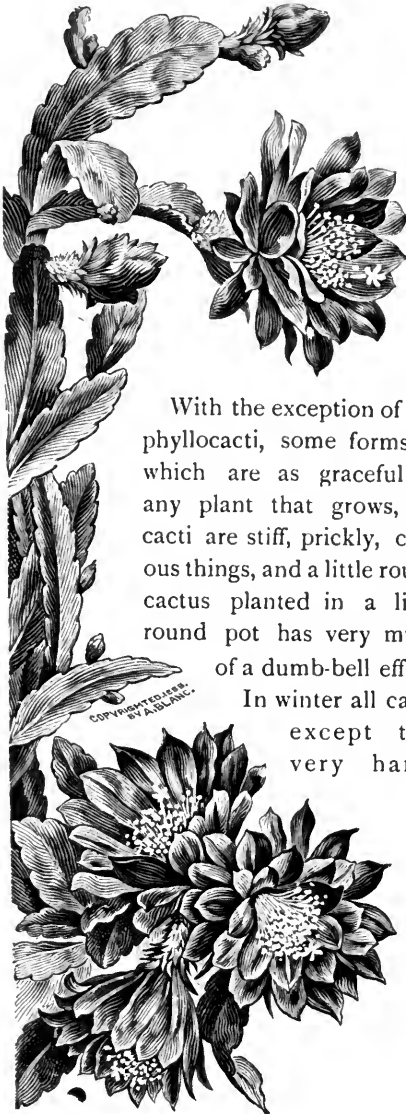 With the exception of
phyllocacti, some forms
which are as graceful
any plant that grows,
cacti are stiff, prickly, c
ous things, and a little rou
cactus planted in a li
round pot has very mu
of a dumb-bell eff
COPYRIGHTED.1888.
BY A.BLANC.
In winter all ca
except t
very har